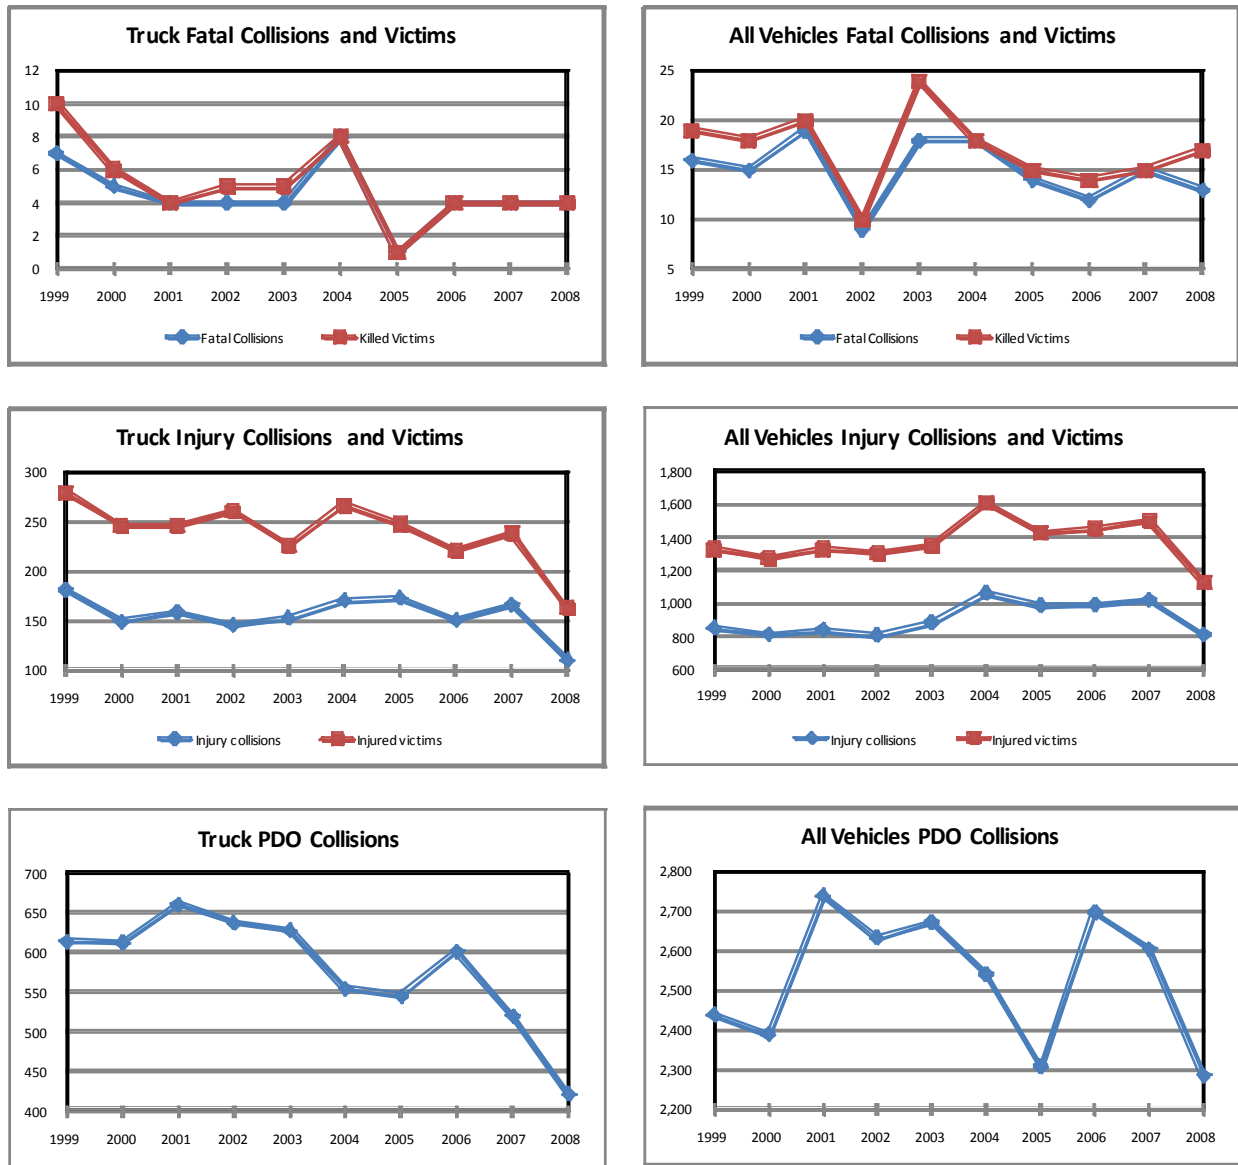 Truck Fatal Collisions and Victims
12
10
8
6
4
2
0
1999 2000 2001 2002 2003 2004 2005 2006 2007 2008
Fatal Collisions Killed Victims
All Vehicles Fatal Collisions and Victims
25
20
15
10
5
1999 2000 2001 2002 2003 2004 2005 2006 2007 2008
Fatal Collisions Killed Victims
Truck Injury Collisions and Victims
300
250
200
150
100
1999 2000 2001 2002 2003 2004 2005 2006 2007 2008
Injury collisions Injured victims
All Vehicles Injury Collisions and Victims
1,800
1,600
1,400
1,200
1,000
800
600
1999 2000 2001 2002 2003 2004 2005 2006 2007 2008
Injury collisions Injured victims
Truck PDO Collisions
700
650
600
550
500
450
400
1999 2000 2001 2002 2003 2004 2005 2006 2007 2008
All Vehicles PDO Collisions
2,800
2,700
2,600
2,500
2,400
2,300
2,200
1999 2000 2001 2002 2003 2004 2005 2006 2007 2008